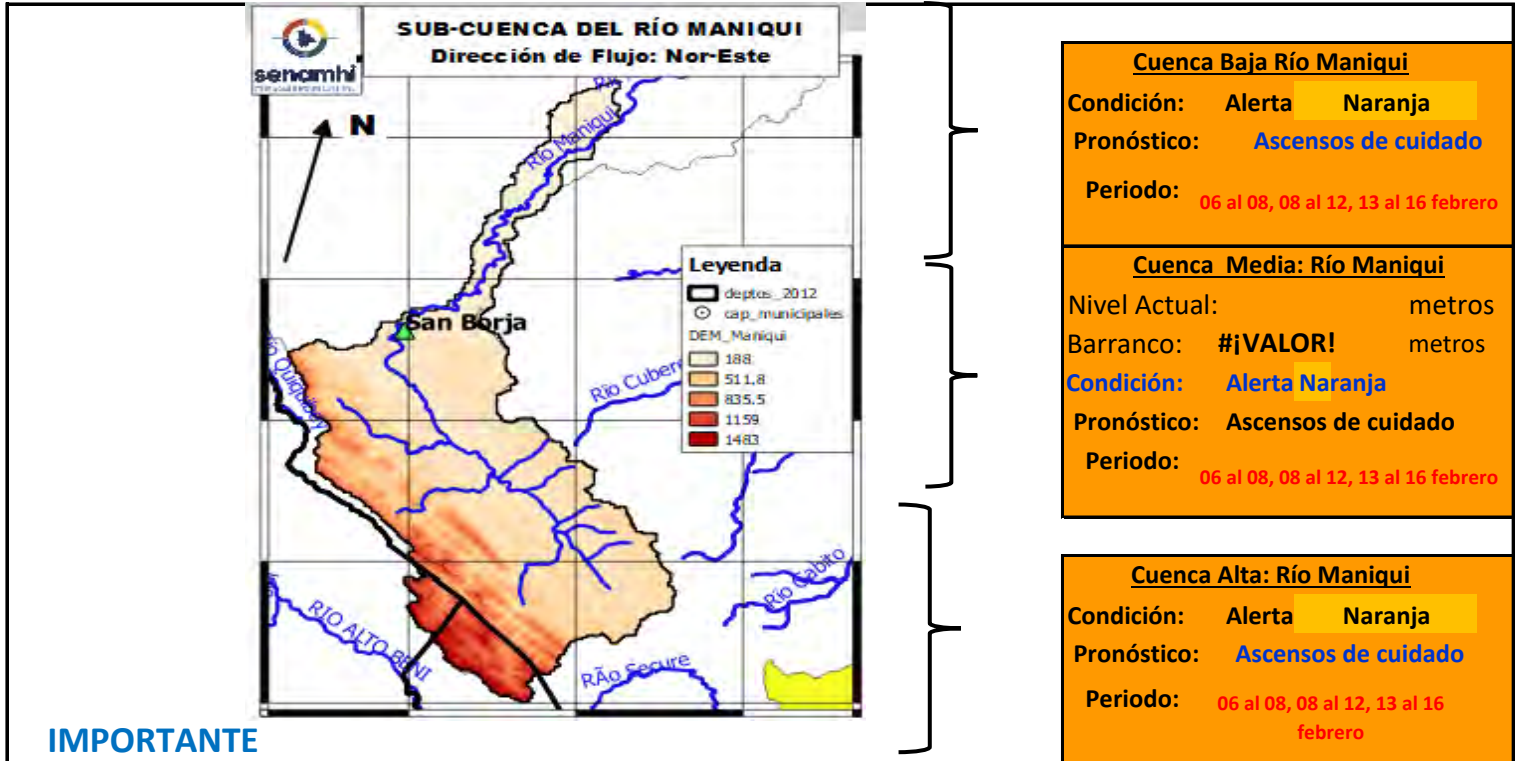 senamhi
SUB-CUENCA DEL RÍO MANIQUI
Dirección de Flujo: Nor-Este
N
Río Maniqui
San Borja
Río Cuber
RIO ALTO BENI
RÃo Secure
Río Cabito
Leyenda
deptos_2012
cap_municipales
DEM_Maniqui
188
511.8
835.5
1159
1483
Cuenca Baja Río Maniqui
Condición: Alerta Naranja
Pronóstico: Ascensos de cuidado
Periodo: 06 al 08, 08 al 12, 13 al 16 febrero
Cuenca Media: Río Maniqui
Nivel Actual: metros
Barranco: #¡VALOR! metros
Condición: Alerta Naranja
Pronóstico: Ascensos de cuidado
Periodo: 06 al 08, 08 al 12, 13 al 16 febrero
Cuenca Alta: Río Maniqui
Condición: Alerta Naranja
Pronóstico: Ascensos de cuidado
Periodo: 06 al 08, 08 al 12, 13 al 16
febrero
IMPORTANTE